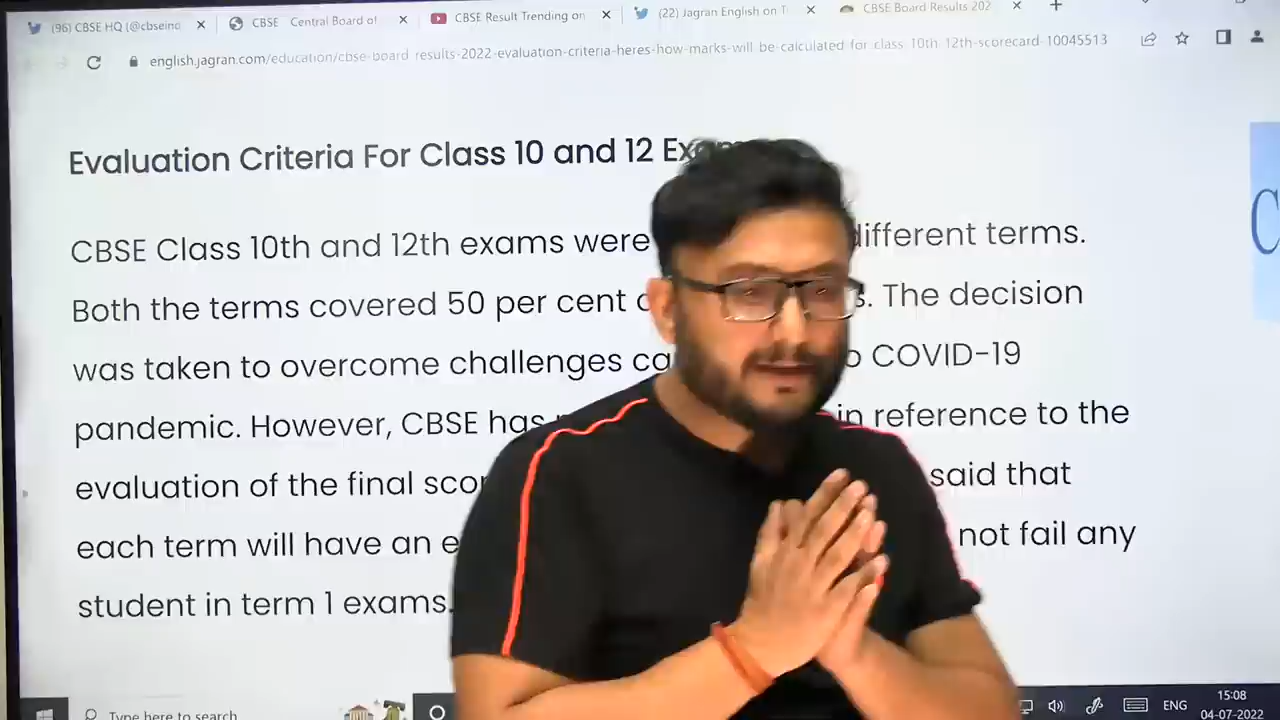 (96) CBSE HQ (@cbseind
CBSE Central Board of
CBSE Result Trending on
(22) Jagran English on T
CBSE Board Results 202
english.jagran.com/education/cbse-board-results-2022-evaluation-criteria-heres-how-marks-will-be-calculated-for-class-10th-12th-scorecard-10045513
Evaluation Criteria For Class 10 and 12
CBSE Class 10th and 12th exams were different terms.
Both the terms covered 50 per cent The decision
was taken to overcome challenges COVID-19
pandemic. However, CBSE has in reference to the
evaluation of the final said that
each term will have an not fail any
student in term 1 exams.
C
Type here to search
ENG
15:08
04-07-2022